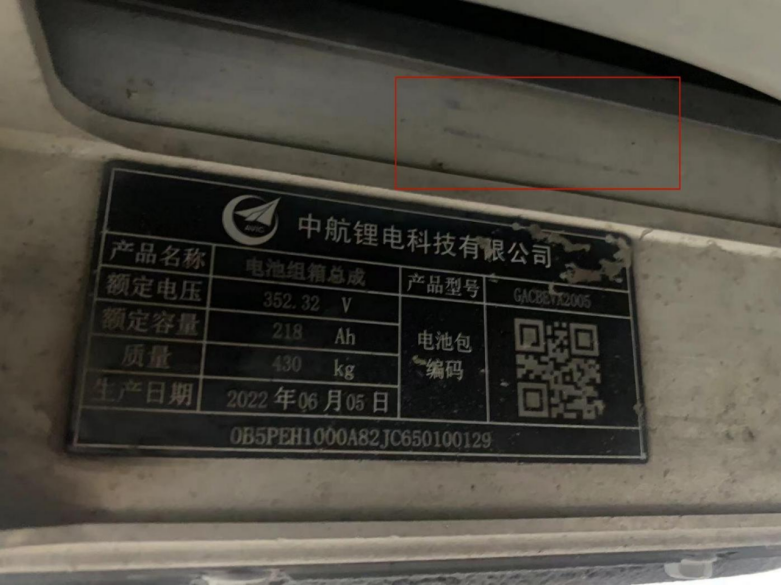 中航锂电科技有限公司
产品名称 电池组箱总成 产品型号 GACBEVA2005
额定电压 352.32 V
额定容量 218 Ah
质量 430 kg
电池包编码
生产日期 2022年06月05日
0B5PEH1000A82JC650100129